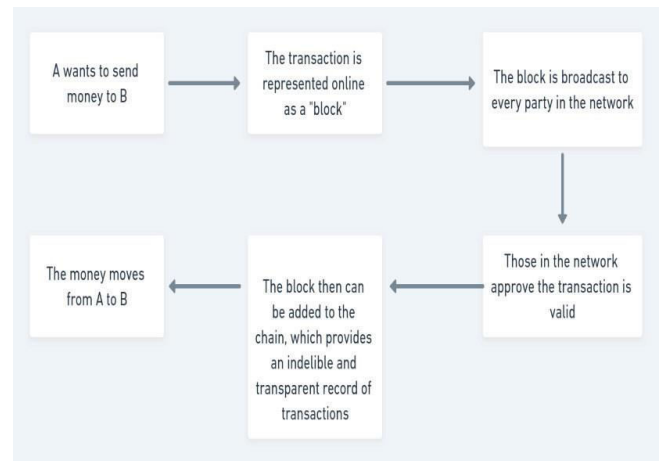 A wants to send
money to B
The transaction is
represented online
as a "block"
The block is broadcast to
every party in the network
Those in the network
approve the transaction is
valid
The block then can
be added to the
chain, which provides
an indelible and
transparent record of
transactions
The money moves
from A to B